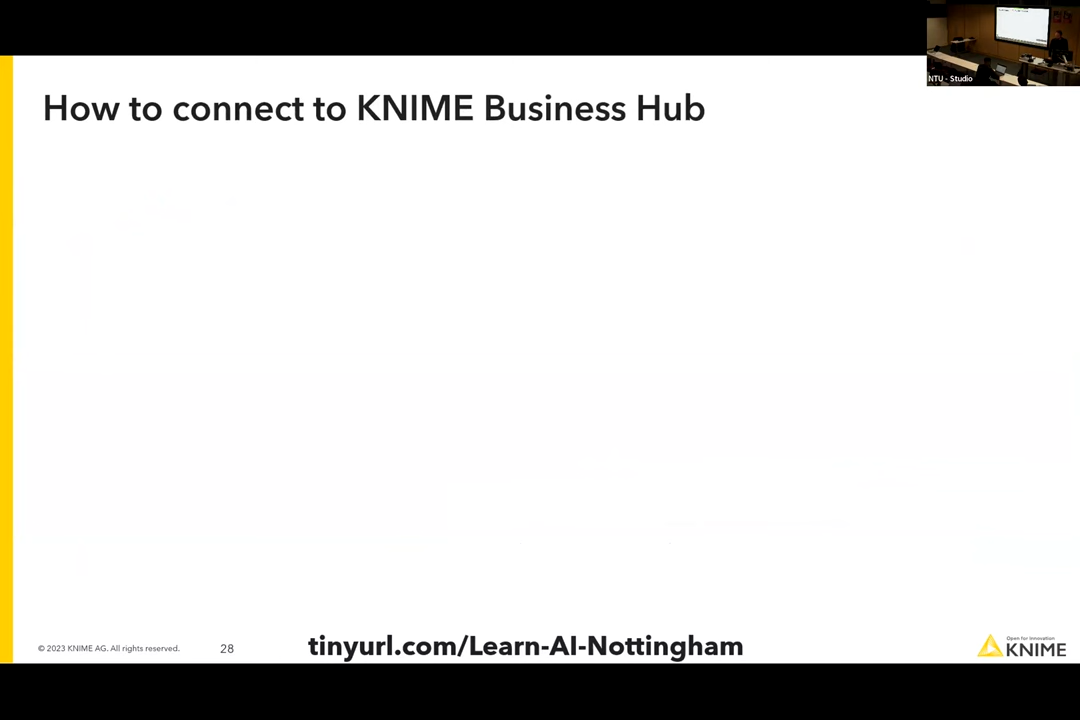 NTU - Studio
How to connect to KNIME Business Hub
© 2023 KNIME AG. All rights reserved.
28
tinyurl.com/Learn-AI-Nottingham
Open for Innovation
KNIME